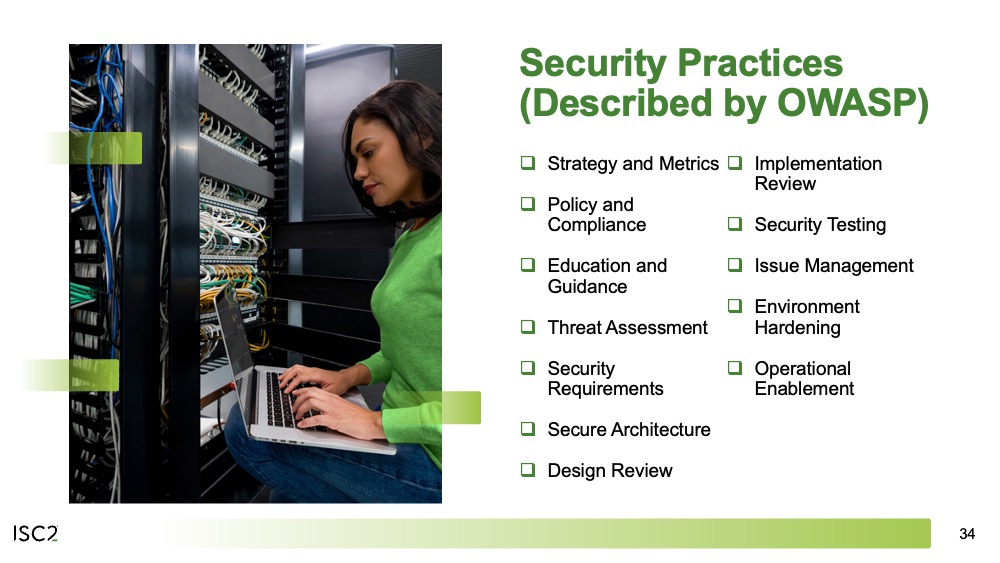 Security Practices
(Described by OWASP)
Strategy and Metrics
Policy and
Compliance
Education and
Guidance
Threat Assessment
Security
Requirements
Secure Architecture
Design Review
Implementation
Review
Security Testing
Issue Management
Environment
Hardening
Operational
Enablement
ISC2
34